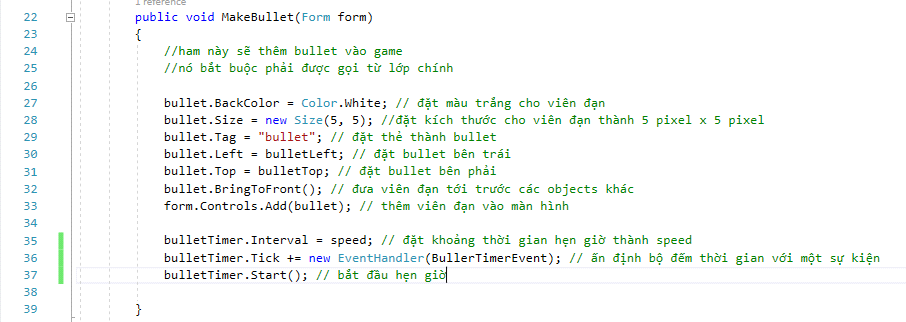 1 reference
22 public void MakeBullet(Form form)
23 {
24 //ham này sẽ thêm bullet vào game
25 //nó bắt buộc phải được gọi từ lớp chính
26
27 bullet.BackColor = Color.White; // đặt màu trắng cho viên đạn
28 bullet.Size = new Size(5, 5); //đặt kích thước cho viên đạn thành 5 pixel x 5 pixel
29 bullet.Tag = "bullet"; // đặt thẻ thành bullet
30 bullet.Left = bulletLeft; // đặt bullet bên trái
31 bullet.Top = bulletTop; // đặt bullet bên phải
32 bullet.BringToFront(); // đưa viên đạn tới trước các objects khác
33 form.Controls.Add(bullet); // thêm viên đạn vào màn hình
34
35 bulletTimer.Interval = speed; // đặt khoảng thời gian hẹn giờ thành speed
36 bulletTimer.Tick += new EventHandler(BullerTimerEvent); // ấn định bộ đếm thời gian với một sự kiện
37 bulletTimer.Start(); // bắt đầu hẹn giờ
38
39 }